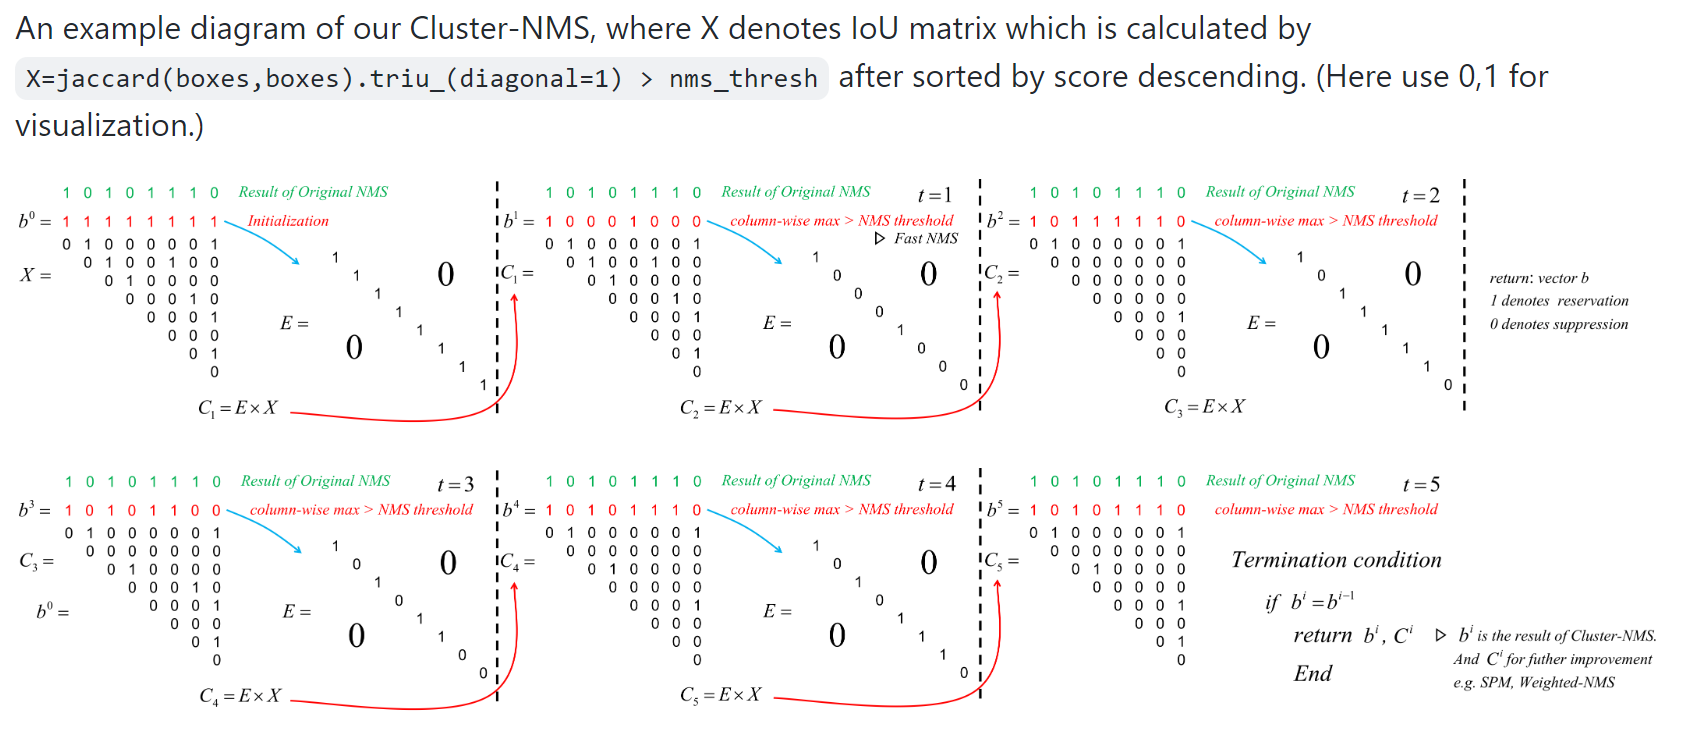 An example diagram of our Cluster-NMS, where X denotes IoU matrix which is calculated by
X=jaccard(boxes,boxes).triu_(diagonal=1) > nms_thresh after sorted by score descending. (Here use 0,1 for
visualization.)
1 0 1 0 1 1 1 0 Result of Original NMS
b⁰ = 1 1 1 1 1 1 1 1 Initialization
X =
0 1 0 0 0 0 0 1
0 1 0 0 1 0 0
0 1 0 0 0 0
0 0 0 1 0
0 0 0 1
0 0 0
0 1
0
E =
1
1
1
1
1
1
1
1
0
0
C₁ = E × X
1 0 1 0 1 1 1 0 Result of Original NMS t=1
b¹ = 1 0 0 0 1 0 0 0 column-wise max > NMS threshold
▷ Fast NMS
C₁ =
0 1 0 0 0 0 0 1
0 1 0 0 1 0 0
0 1 0 0 0 0
0 0 0 1 0
0 0 0 1
0 0 0
0 1
0
E =
1
0
0
0
1
0
0
0
0
0
C₂ = E × X
1 0 1 0 1 1 1 0 Result of Original NMS t=2
b² = 1 0 1 1 1 1 1 0 column-wise max > NMS threshold
C₂ =
0 1 0 0 0 0 0 1
0 0 0 0 0 0 0
0 0 0 0 0 0
0 0 0 0 0
0 0 0 1
0 0 0
0 0
0
E =
1
0
1
1
1
1
1
0
0
0
C₃ = E × X
return: vector b
1 denotes reservation
0 denotes suppression
1 0 1 0 1 1 1 0 Result of Original NMS t=3
b³ = 1 0 1 0 1 1 0 0 column-wise max > NMS threshold
C₃ =
0 1 0 0 0 0 0 1
0 0 0 0 0 0 0
0 1 0 0 0 0
0 0 0 1 0
0 0 0 1
0 0 0
0 1
0
b⁰ =
E =
1
0
1
0
1
1
0
0
0
0
C₄ = E × X
1 0 1 0 1 1 1 0 Result of Original NMS t=4
b⁴ = 1 0 1 0 1 1 1 0 column-wise max > NMS threshold
C₄ =
0 1 0 0 0 0 0 1
0 0 0 0 0 0 0
0 1 0 0 0 0
0 0 0 0 0
0 0 0 1
0 0 0
0 0
0
E =
1
0
1
0
1
1
1
0
0
0
C₅ = E × X
1 0 1 0 1 1 1 0 Result of Original NMS t=5
b⁵ = 1 0 1 0 1 1 1 0 column-wise max > NMS threshold
C₅ =
0 1 0 0 0 0 0 1
0 0 0 0 0 0 0
0 1 0 0 0 0
0 0 0 0 0
0 0 0 1
0 0 0
0 1
0
Termination condition
if bⁱ = bⁱ⁻¹
return bⁱ, Cⁱ ▷ bⁱ is the result of Cluster-NMS.
And Cⁱ for futher improvement
End
e.g. SPM, Weighted-NMS